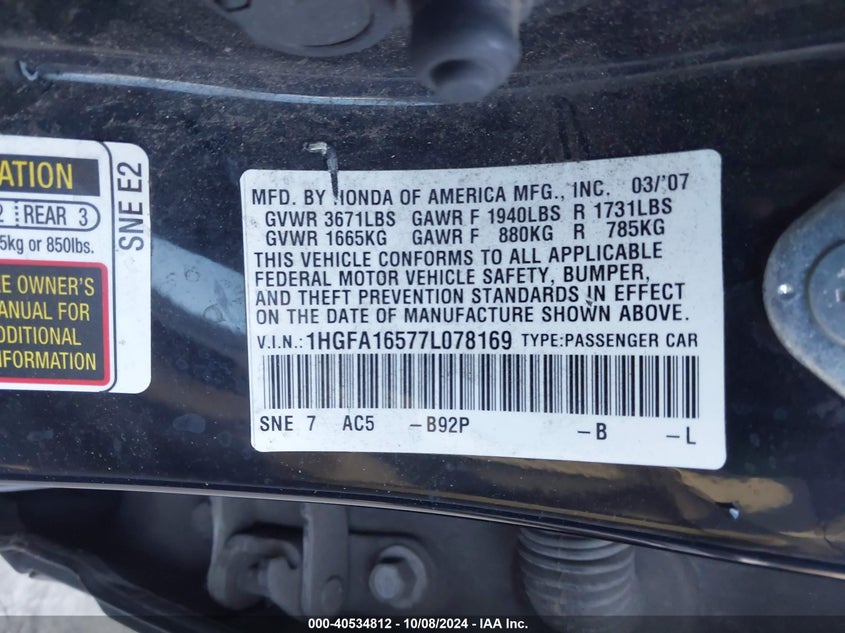 ATION
2 REAR 3
5kg or 850lbs.
E OWNER'S
MANUAL FOR
DDITIONAL
INFORMATION
SNE E2
MFD. BY HONDA OF AMERICA MFG., INC. 03/'07
GVWR 3671LBS GAWR F 1940LBS R 1731LBS
GVWR 1665KG GAWR F 880KG R 785KG
THIS VEHICLE CONFORMS TO ALL APPLICABLE
FEDERAL MOTOR VEHICLE SAFETY, BUMPER,
AND THEFT PREVENTION STANDARDS IN EFFECT
ON THE DATE OF MANUFACTURE SHOWN ABOVE.
V.I.N.: 1HGFA16577L078169 TYPE:PASSENGER CAR
SNE 7 AC5 -B92P -B -L
000-40534812 - 10/08/2024 - IAA Inc.